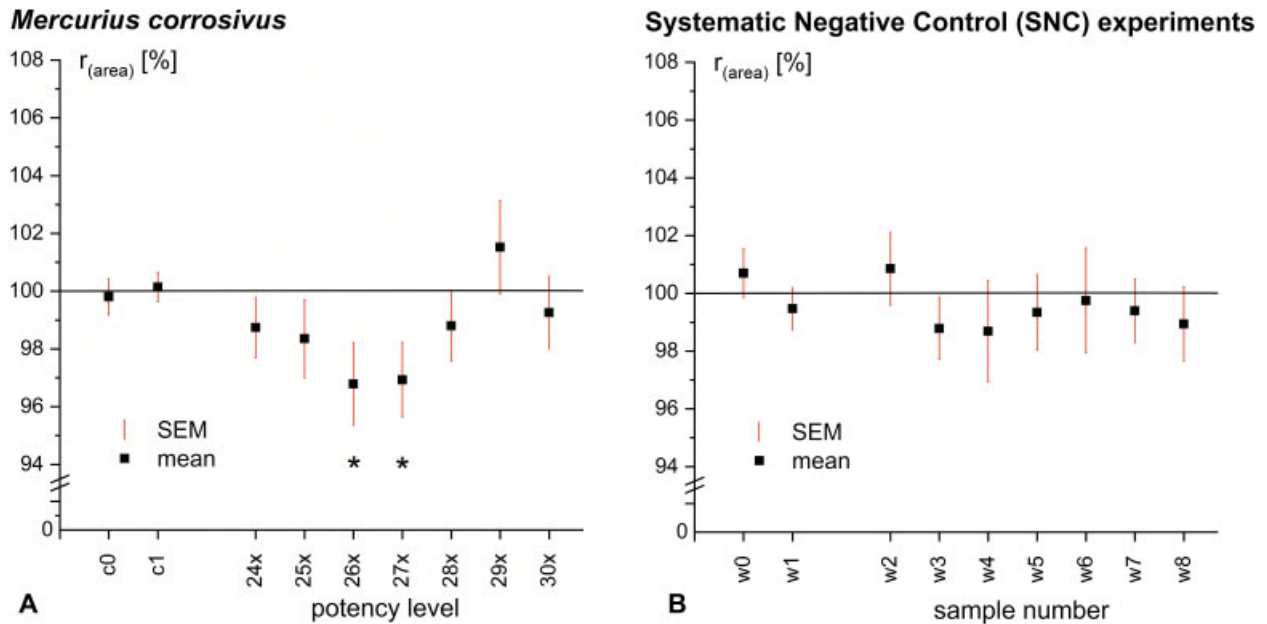 Mercurius corrosivus
r(area) [%]
108
106
104
102
100
98
96
94
0
SEM
mean
* *
c0 c1 24x 25x 26x 27x 28x 29x 30x
A
potency level
Systematic Negative Control (SNC) experiments
r(area) [%]
108
106
104
102
100
98
96
94
0
SEM
mean
w0 w1 w2 w3 w4 w5 w6 w7 w8
B
sample number